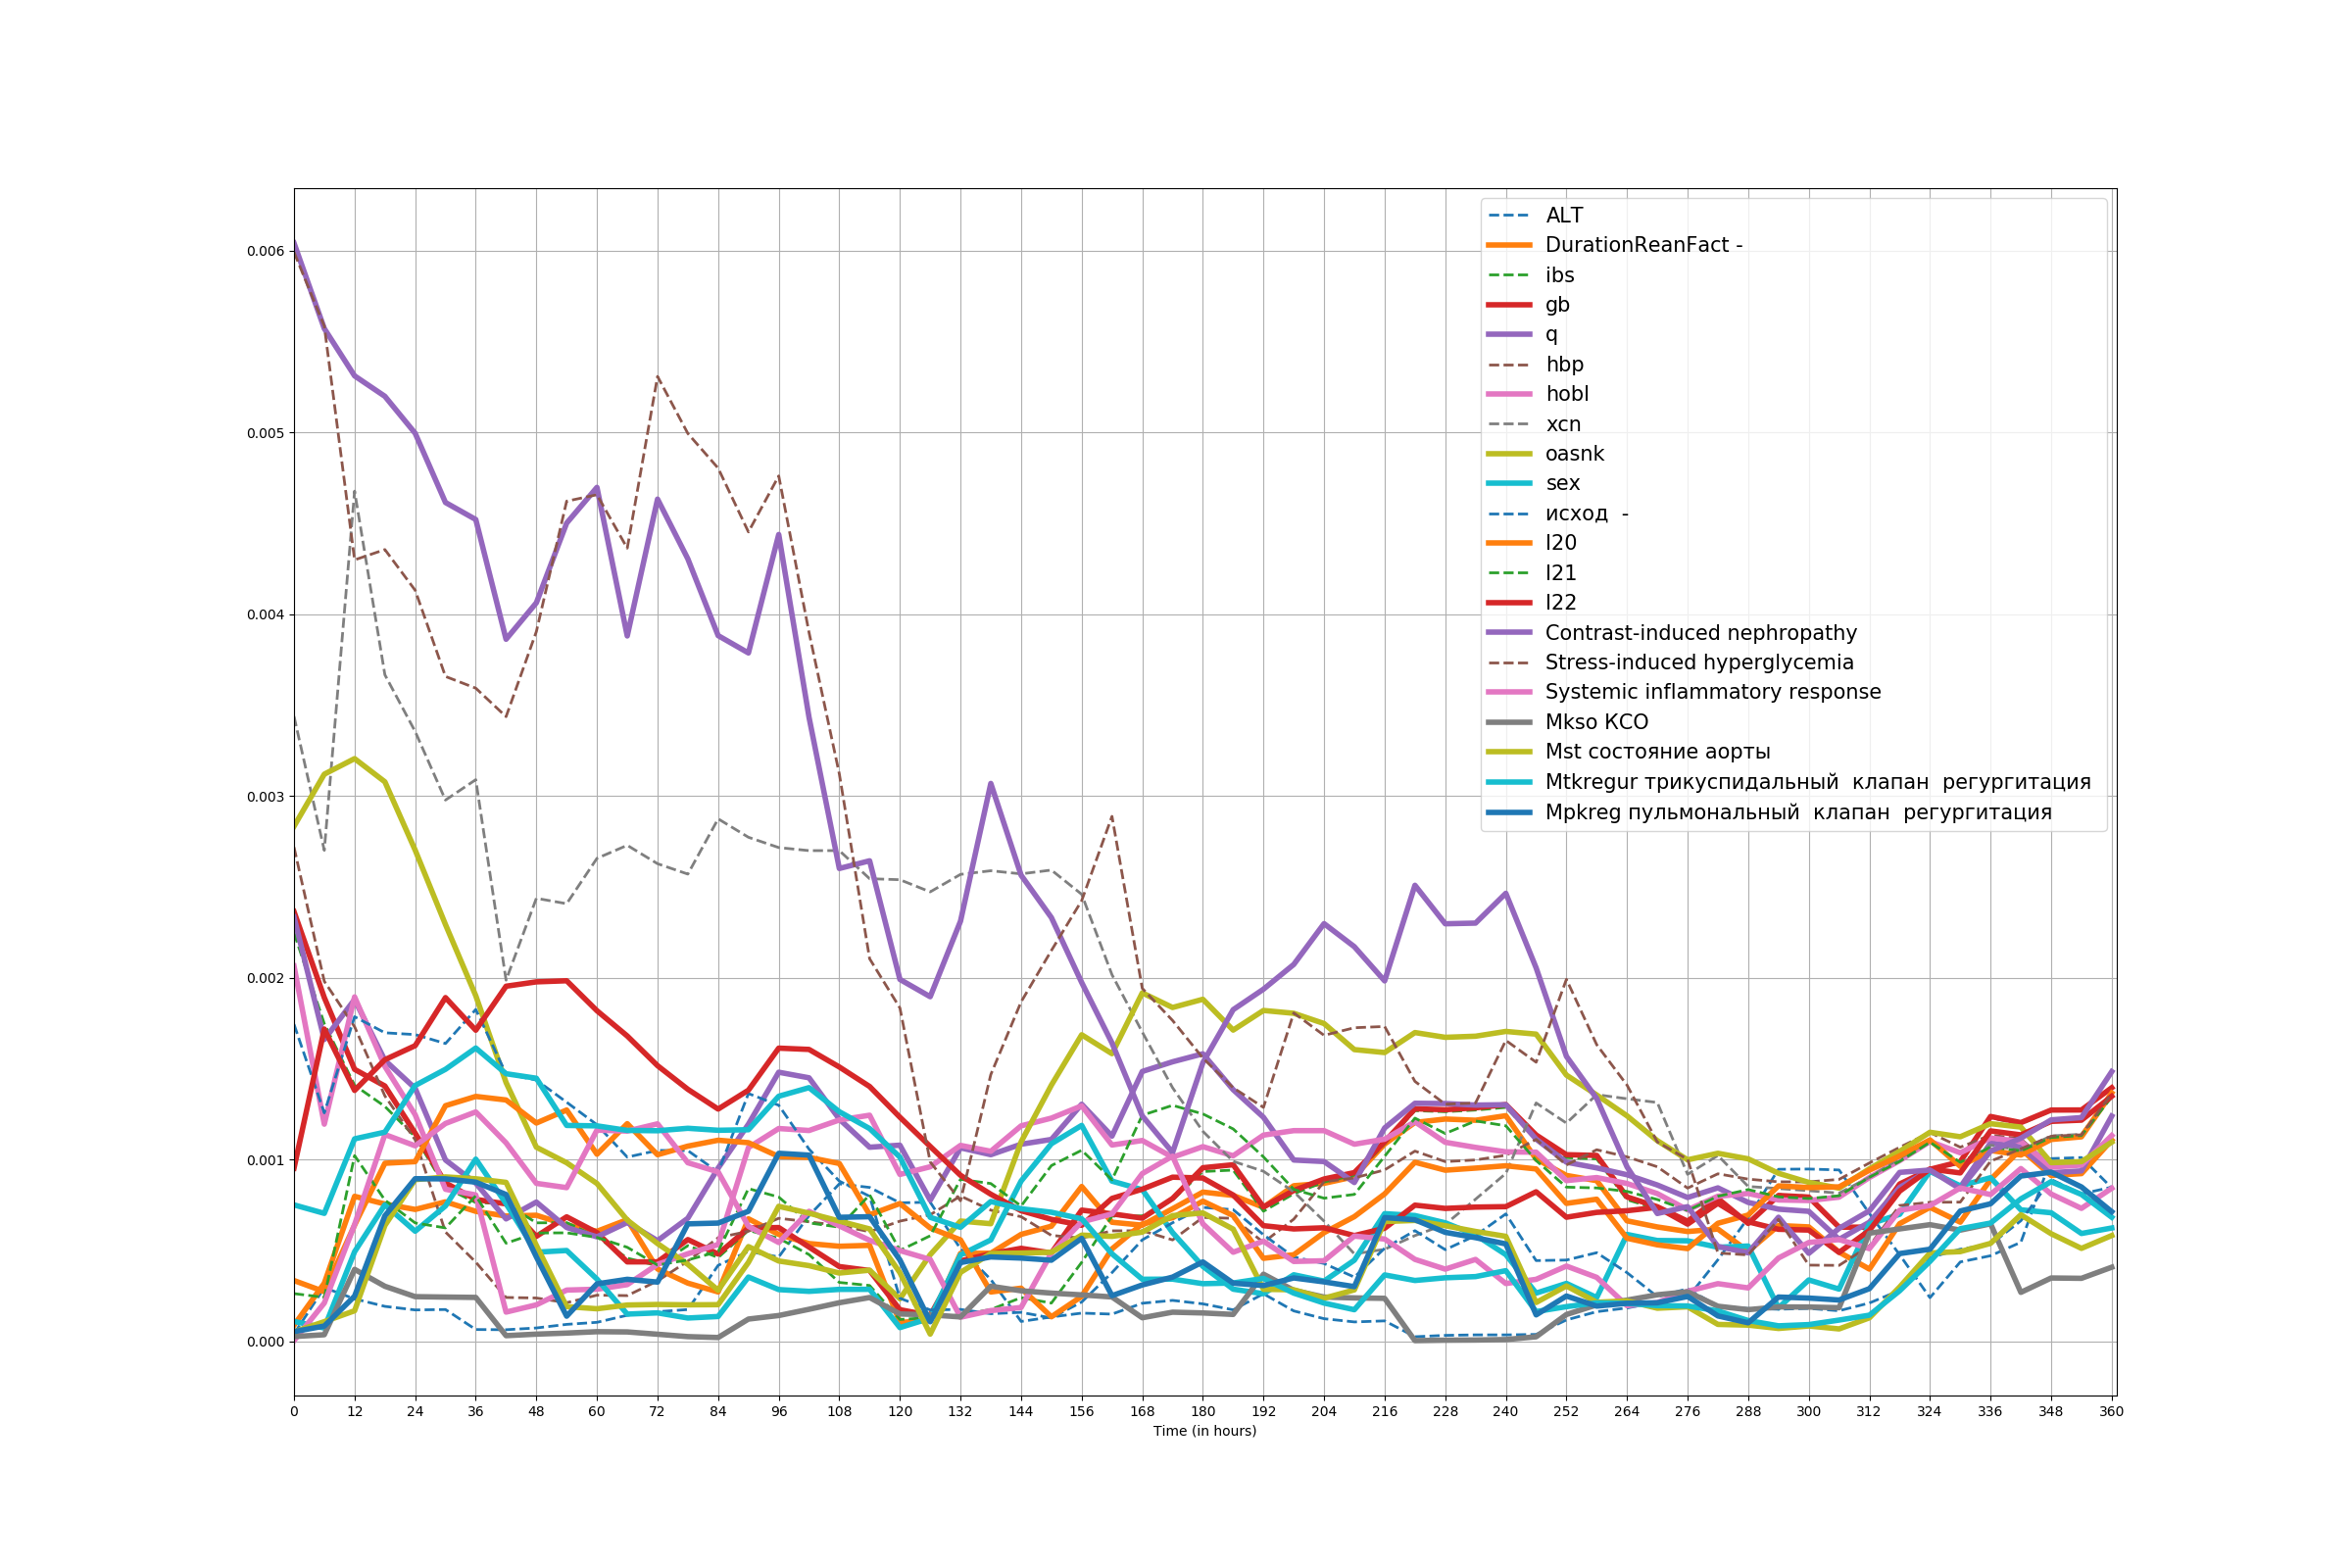 0.006
0.005
0.004
0.003
0.002
0.001
0.000
ALT
DurationReanFact -
ibs
gb
q
hbp
hobl
xcn
oasnk
sex
исход  -
l20
l21
l22
Contrast-induced nephropathy
Stress-induced hyperglycemia
Systemic inflammatory response
Mkso КСО
Mst состояние аорты
Mtkregur трикуспидальный  клапан  регургитация
Mpkreg пульмональный  клапан  регургитация
0 12 24 36 48 60 72 84 96 108 120 132 144 156 168 180 192 204 216 228 240 252 264 276 288 300 312 324 336 348 360
Time (in hours)